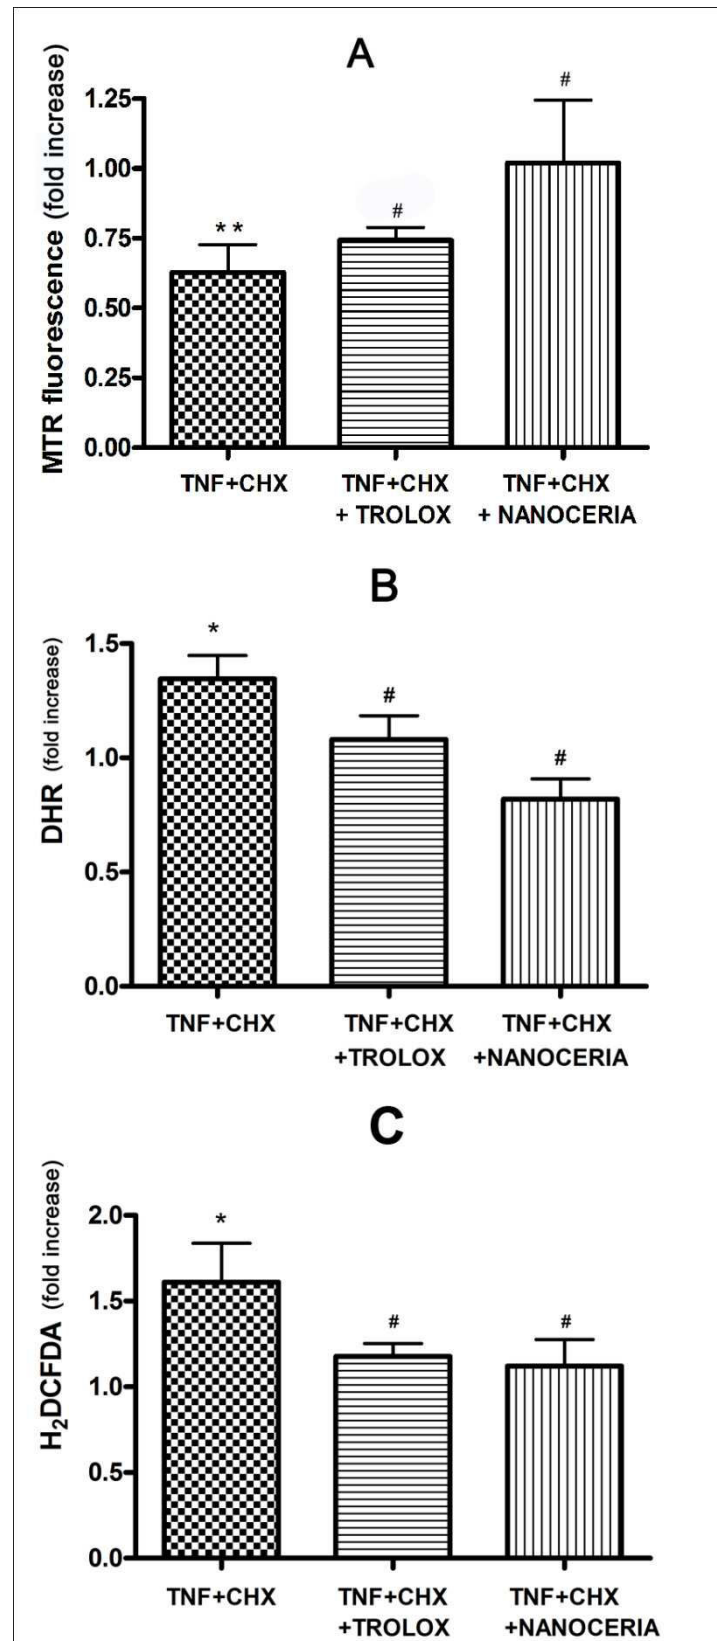 A
MTR fluorescence (fold increase)
1.25
1.00
0.75
0.50
0.25
0.00
* *
#
#
TNF+CHX
TNF+CHX
+ TROLOX
TNF+CHX
+ NANOCERIA
B
DHR (fold increase)
1.5
1.0
0.5
0.0
*
#
#
TNF+CHX
TNF+CHX
+TROLOX
TNF+CHX
+NANOCERIA
C
H₂DCFDA (fold increase)
2.0
1.5
1.0
0.5
0.0
*
#
#
TNF+CHX
TNF+CHX
+TROLOX
TNF+CHX
+NANOCERIA